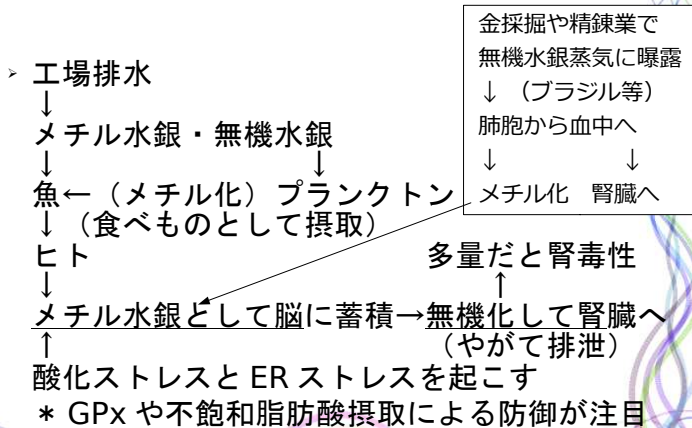 金採掘や精錬業で
無機水銀蒸気に曝露
↓ （ブラジル等）
肺胞から血中へ
↓ ↓
メチル化 腎臓へ
工場排水
↓
メチル水銀・無機水銀
↓ ↓
魚←（メチル化）プランクトン
↓（食べものとして摂取）
ヒト 多量だと腎毒性
↓ ↑
メチル水銀として脳に蓄積→無機化して腎臓へ
↑ （やがて排泄）
酸化ストレスと ER ストレスを起こす
＊ GPx や不飽和脂肪酸摂取による防御が注目